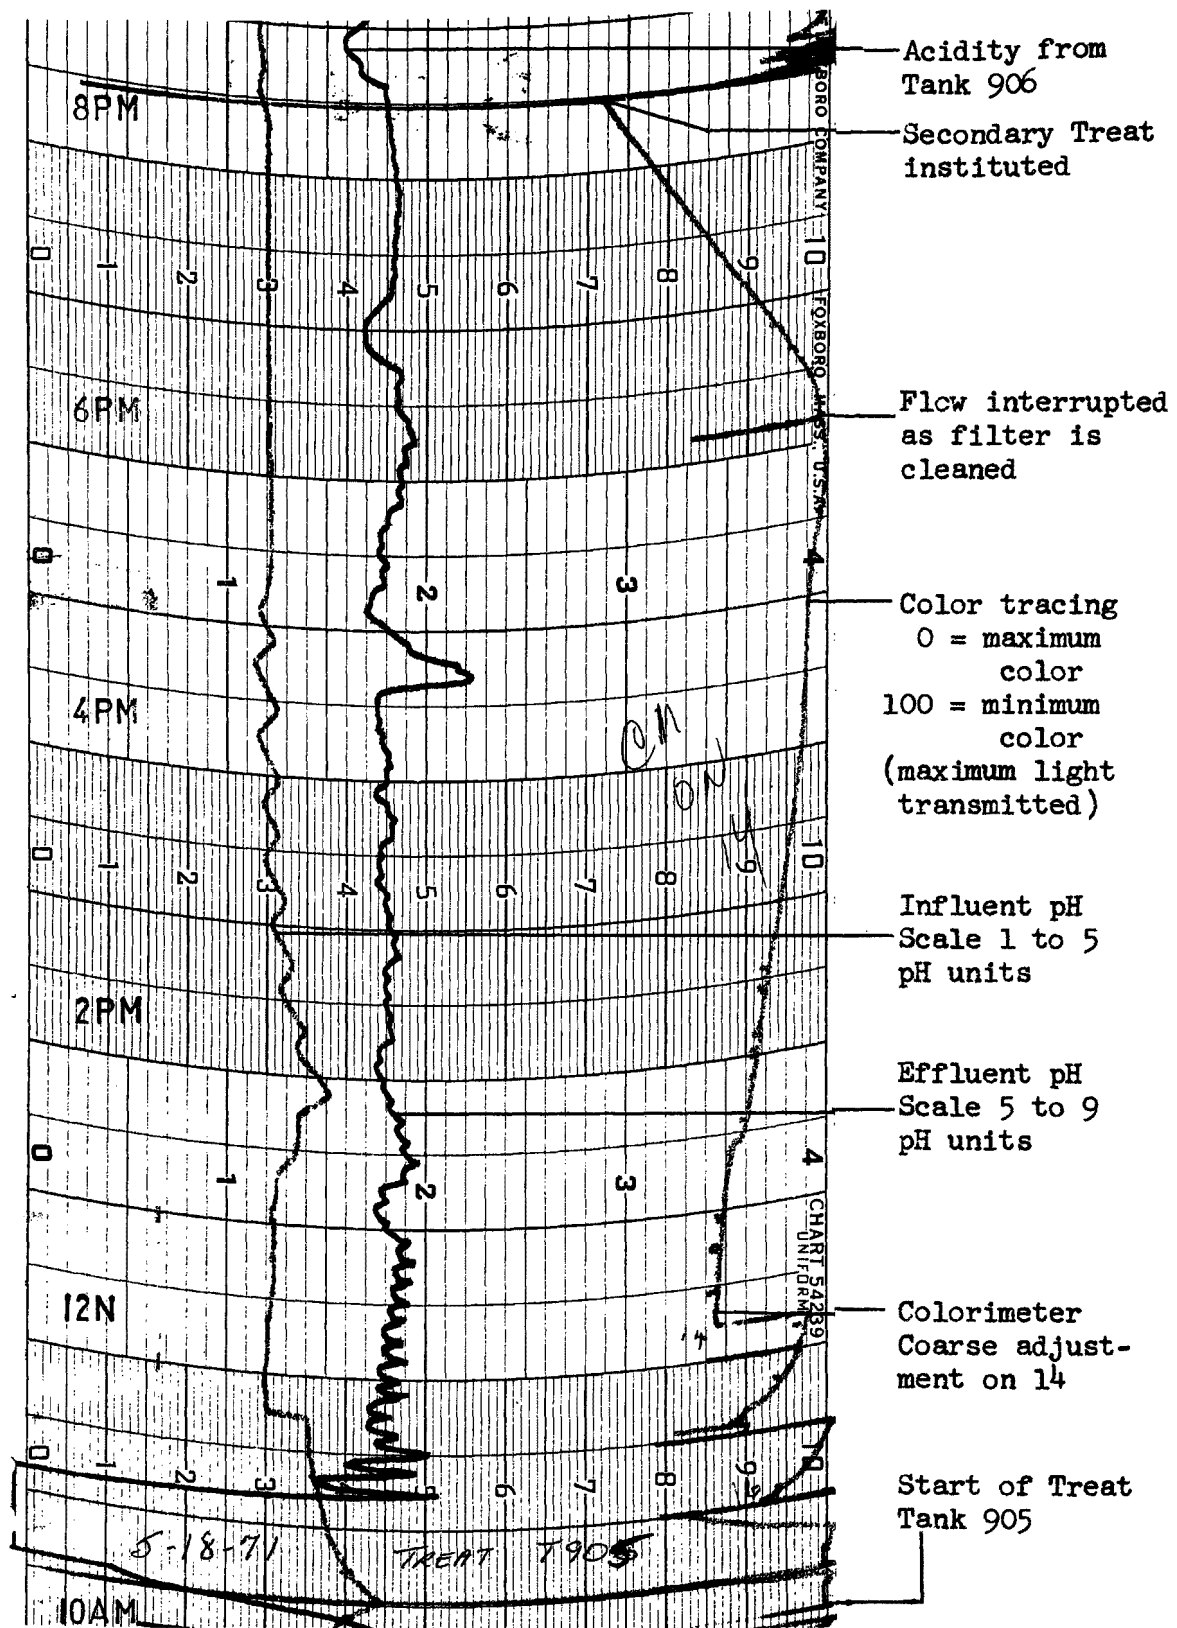 Acidity from
Tank 906
8PM
BORO COMPANY
Secondary Treat
instituted
0 1 2 3 4 5 6 7 8 9 10
FOXBORO, MASS., U.S.A.
6PM
Flow interrupted
as filter is
cleaned
0 1 2 3 4
Color tracing
0 = maximum
color
100 = minimum
color
(maximum light
transmitted)
4PM
ON
14
0 1 2 3 4 5 6 7 8 9 10
Influent pH
Scale 1 to 5
pH units
2PM
Effluent pH
Scale 5 to 9
pH units
0 1 2 3 4
CHART 54239
UNIFORM
12N
14
Colorimeter
Coarse adjust-
ment on 14
0 1 2 3 5 6 7 8 9 10
Start of Treat
Tank 905
5-18-71 TREAT T905
10AM